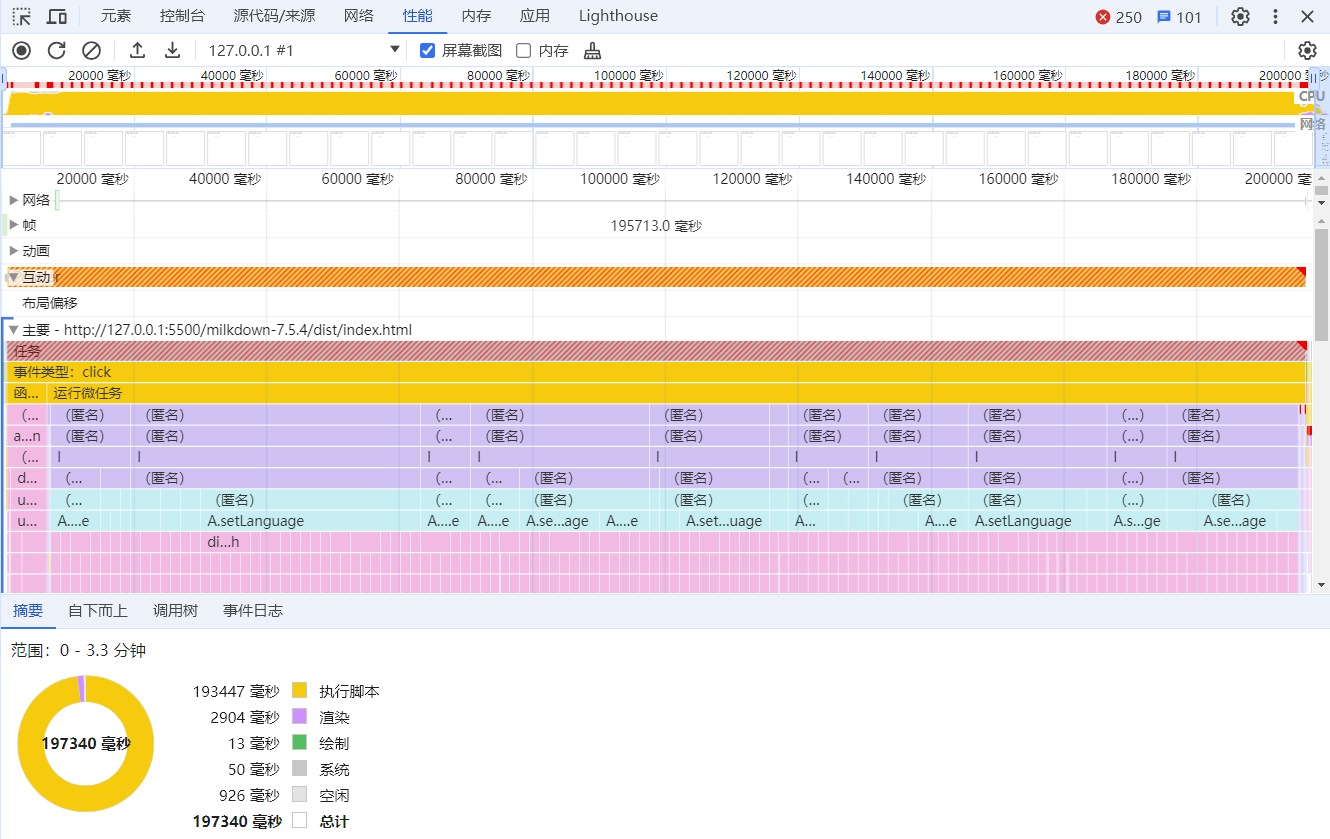 元素 控制台 源代码/来源 网络 性能 内存 应用 Lighthouse 250 101
127.0.0.1 #1 屏幕截图 内存
20000 毫秒 40000 毫秒 60000 毫秒 80000 毫秒 100000 毫秒 120000 毫秒 140000 毫秒 160000 毫秒 180000 毫秒 200000 毫秒
CPU
网络
20000 毫秒 40000 毫秒 60000 毫秒 80000 毫秒 100000 毫秒 120000 毫秒 140000 毫秒 160000 毫秒 180000 毫秒 200000
网络
帧 195713.0 毫秒
动画
互动
布局偏移
主要 - http://127.0.0.1:5500/milkdown-7.5.4/dist/index.html
任务
事件类型：click
函... 运行微任务
(... (匿名) (匿名) (... (匿名) (匿名) (匿名) (匿名) (匿名) (...) (匿名)
a...n (匿名) (匿名) (... (匿名) (匿名) (匿名) (匿名) (匿名) (...) (匿名)
(... l l l l l l l l l l
d... (... (匿名) (... (... (匿名) (匿名) (... (... (匿名) (匿名) (...) (匿名)
u... (... (匿名) (... (... (匿名) (匿名) (... (匿名) (匿名) (...) (匿名)
u... A....e A.setLanguage A....e A....e A.se...age A....e A.set...uage A... A....e A.setLanguage A.s...ge A.se...age
di...h
摘要 自下而上 调用树 事件日志
范围：0 - 3.3 分钟
197340 毫秒
193447 毫秒 执行脚本
2904 毫秒 渲染
13 毫秒 绘制
50 毫秒 系统
926 毫秒 空闲
197340 毫秒 总计